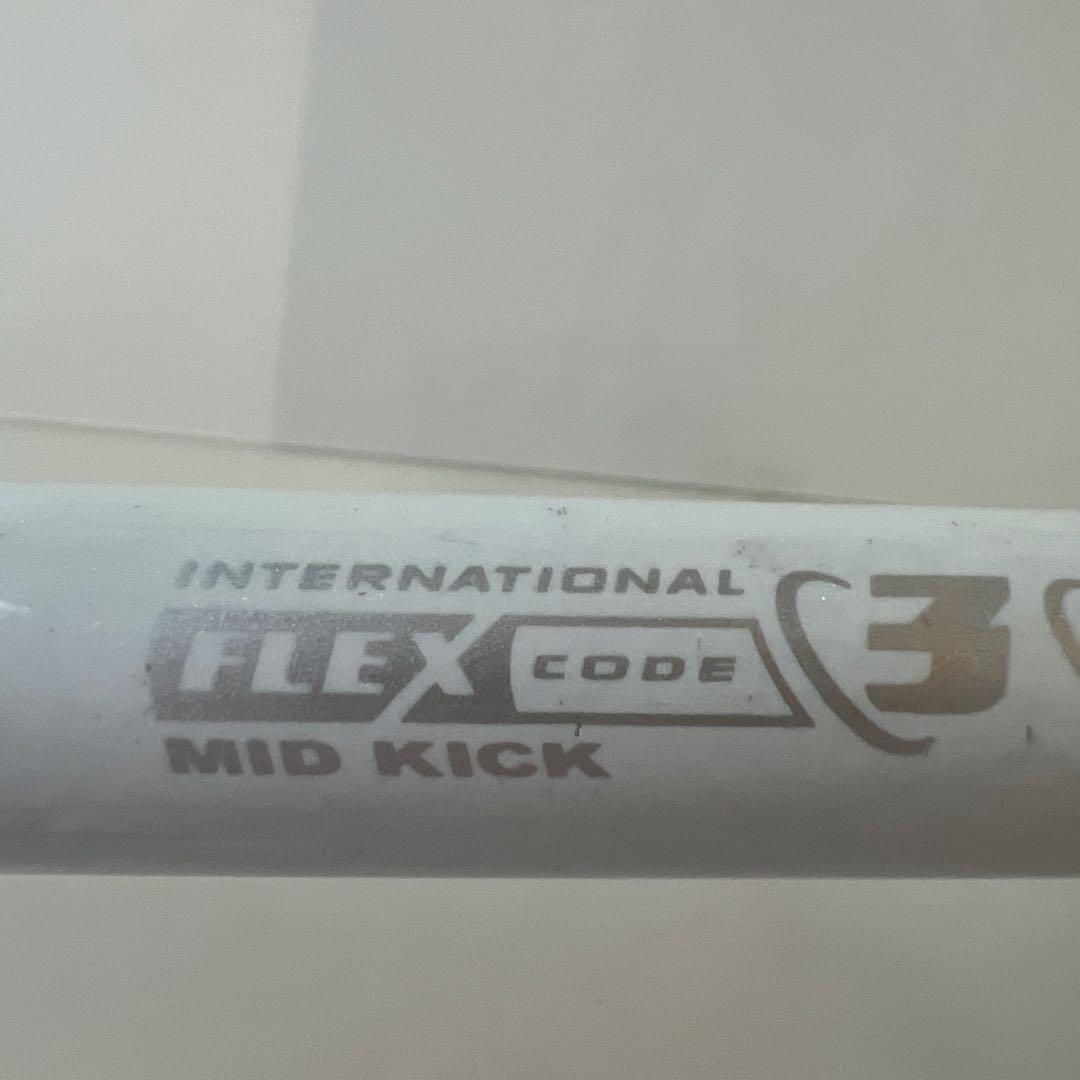 INTERNATIONAL
FLEX CODE 3
MID KICK